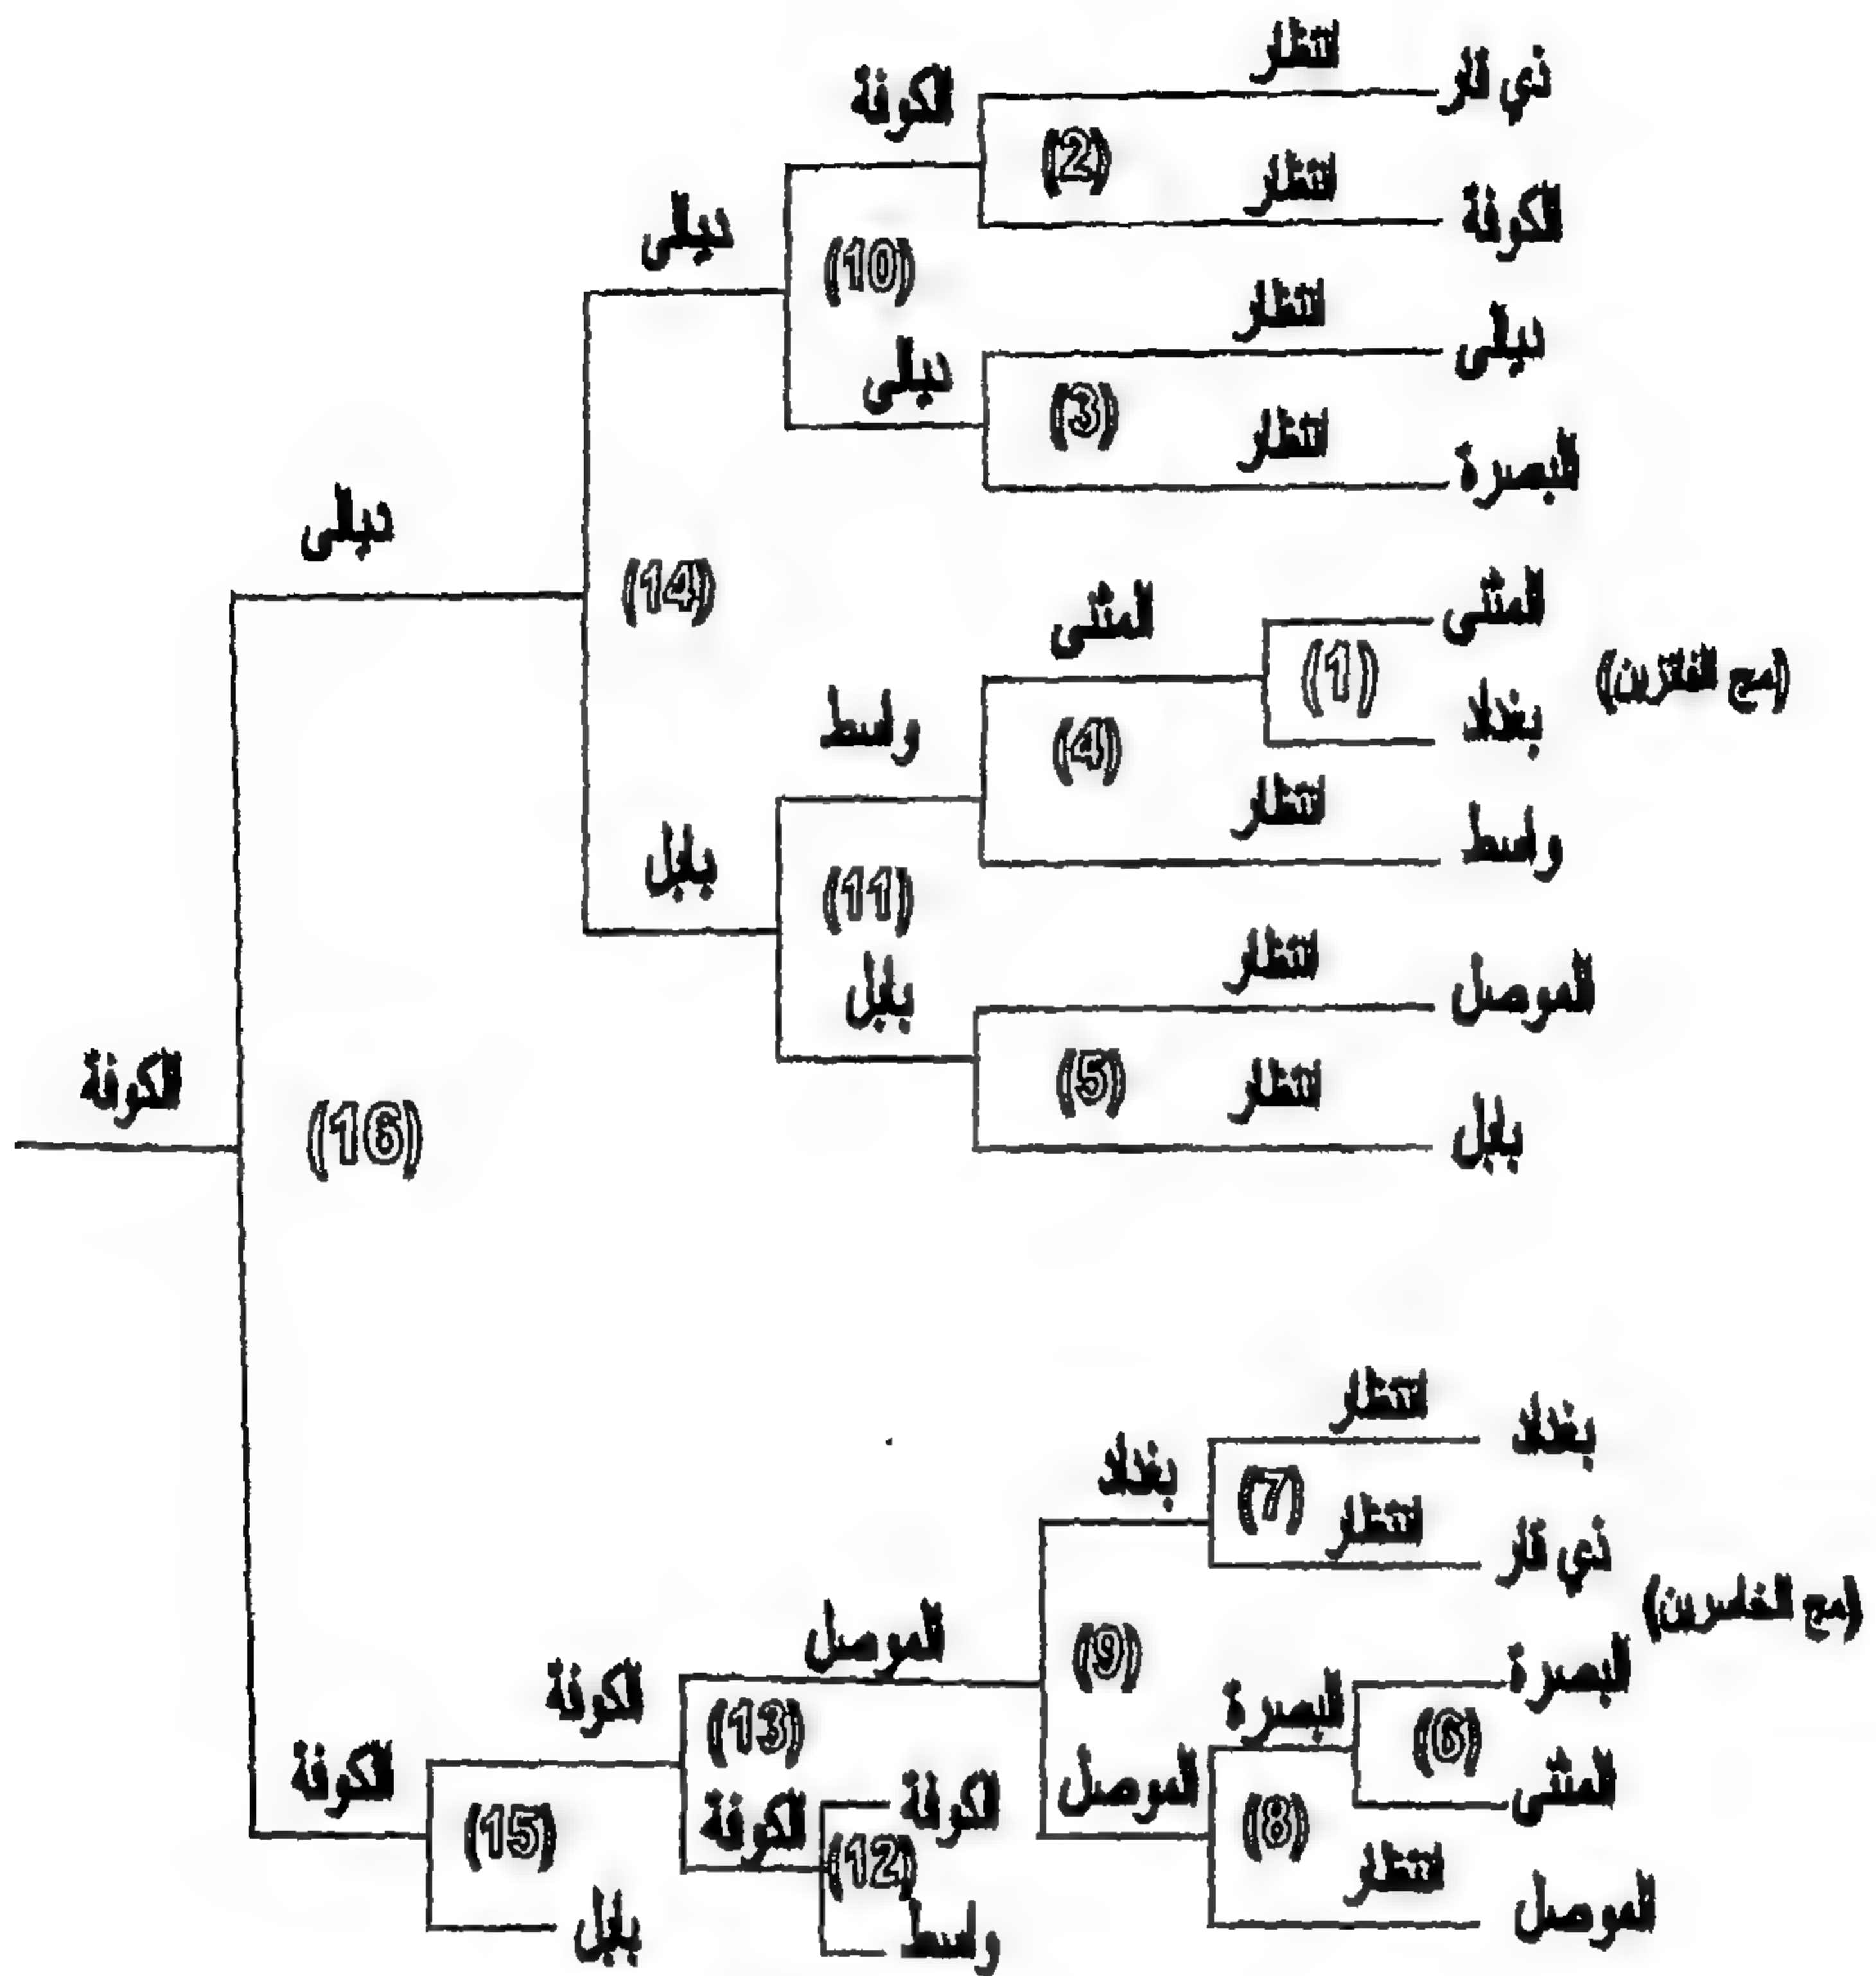 انتظار
ذي قار
الكوفة
(2)
انتظار
الكوفة
ديالى
(10)
انتظار
ديالى
ديالى
(3)
انتظار
البصرة
ديالى
(14)
المثنى
المثنى
(1)
(مج الفائزين)
واسط
(4)
بغداد
انتظار
واسط
بابل
(11)
انتظار
الموصل
بابل
(5)
انتظار
بابل
الكوفة
(16)
انتظار
بغداد
بغداد
(7)
انتظار
ذي قار
(مج الخاسرين)
الموصل
(9)
البصرة
البصرة
الكوفة
(13)
(6)
الكوفة
الموصل
المثنى
الكوفة
الكوفة
(8)
(15)
(12)
انتظار
الموصل
بابل
واسط